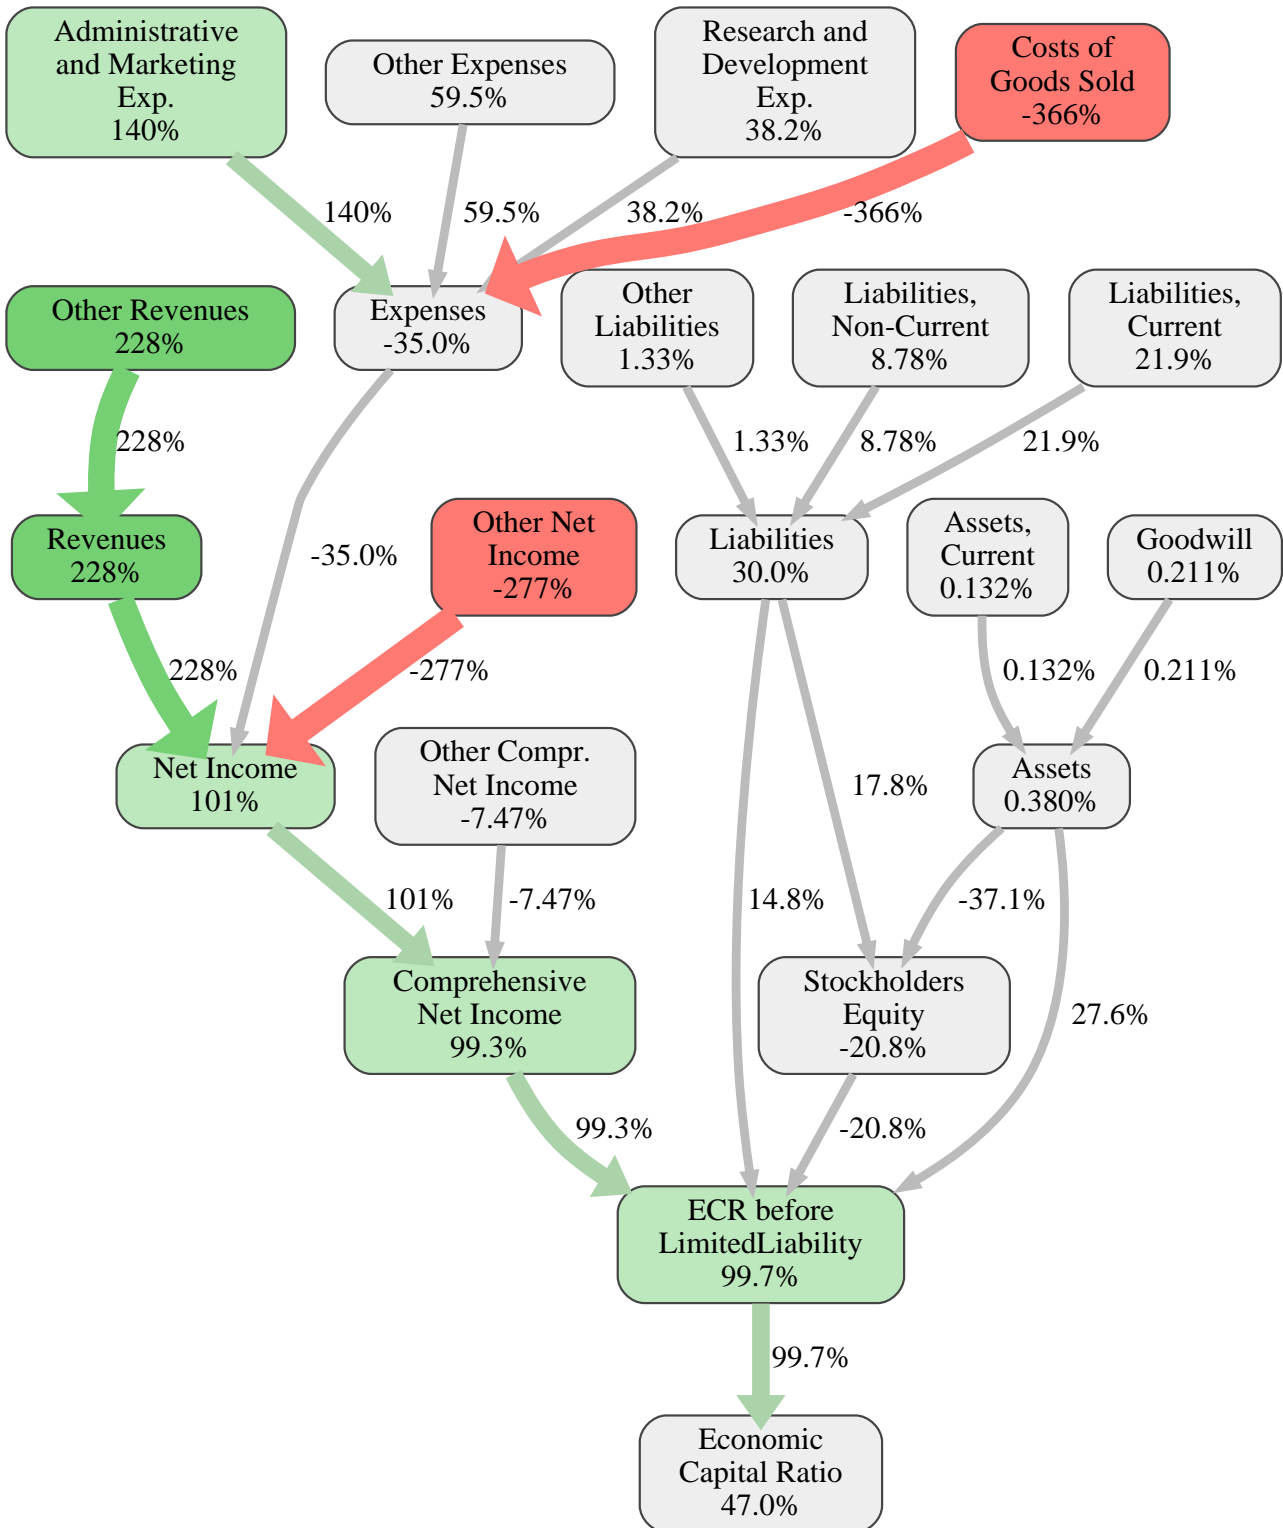 Administrative
and Marketing
Exp.
140%
Other Expenses
59.5%
Research and
Development
Exp.
38.2%
Costs of
Goods Sold
-366%
140%
59.5%
38.2%
-366%
Other Revenues
228%
Expenses
-35.0%
Other
Liabilities
1.33%
Liabilities,
Non-Current
8.78%
Liabilities,
Current
21.9%
228%
1.33%
8.78%
21.9%
Revenues
228%
-35.0%
Other Net
Income
-277%
Liabilities
30.0%
Assets,
Current
0.132%
Goodwill
0.211%
228%
-277%
0.132%
0.211%
Net Income
101%
Other Compr.
Net Income
-7.47%
17.8%
Assets
0.380%
101%
-7.47%
14.8%
-37.1%
Comprehensive
Net Income
99.3%
Stockholders
Equity
-20.8%
27.6%
99.3%
-20.8%
ECR before
LimitedLiability
99.7%
99.7%
Economic
Capital Ratio
47.0%